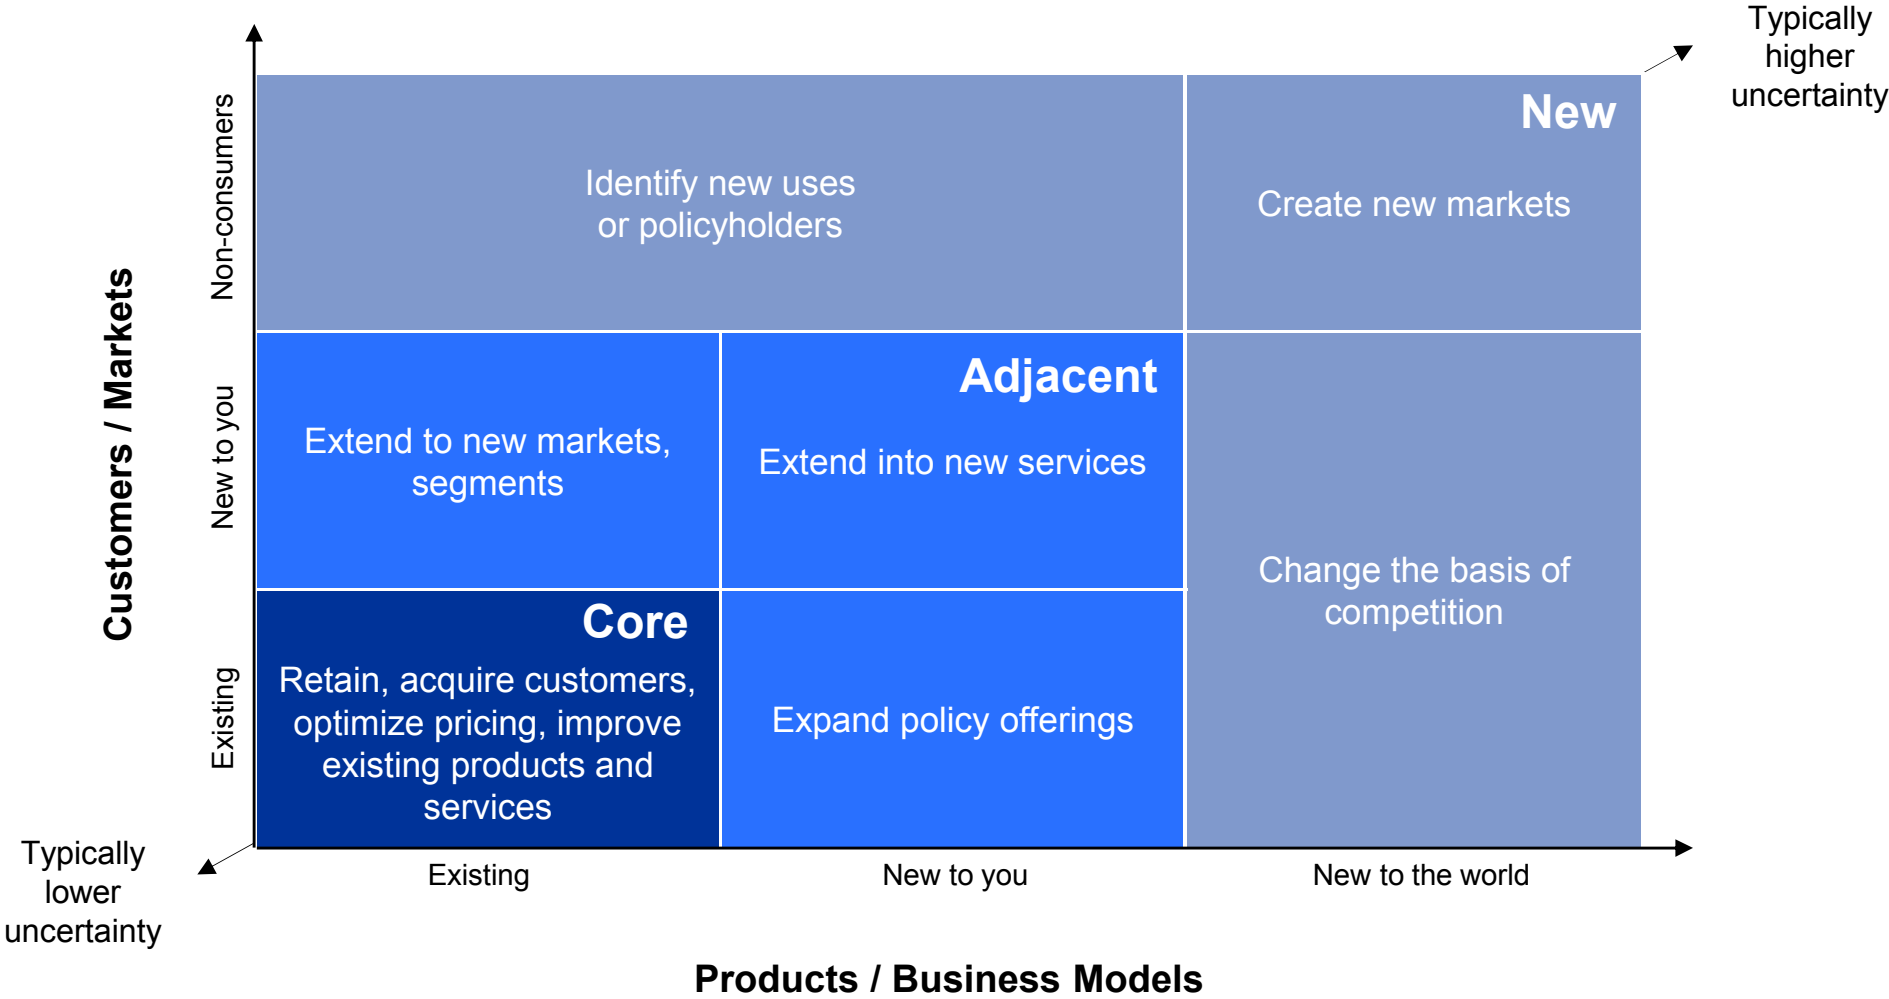 Typically
higher
uncertainty
New
Non-consumers
Identify new uses
or policyholders
Create new markets
Customers / Markets
New to you
Adjacent
Extend to new markets,
segments
Extend into new services
Change the basis of
competition
Existing
Core
Retain, acquire customers,
optimize pricing, improve
existing products and
services
Expand policy offerings
Typically
lower
uncertainty
Existing
New to you
New to the world
Products / Business Models